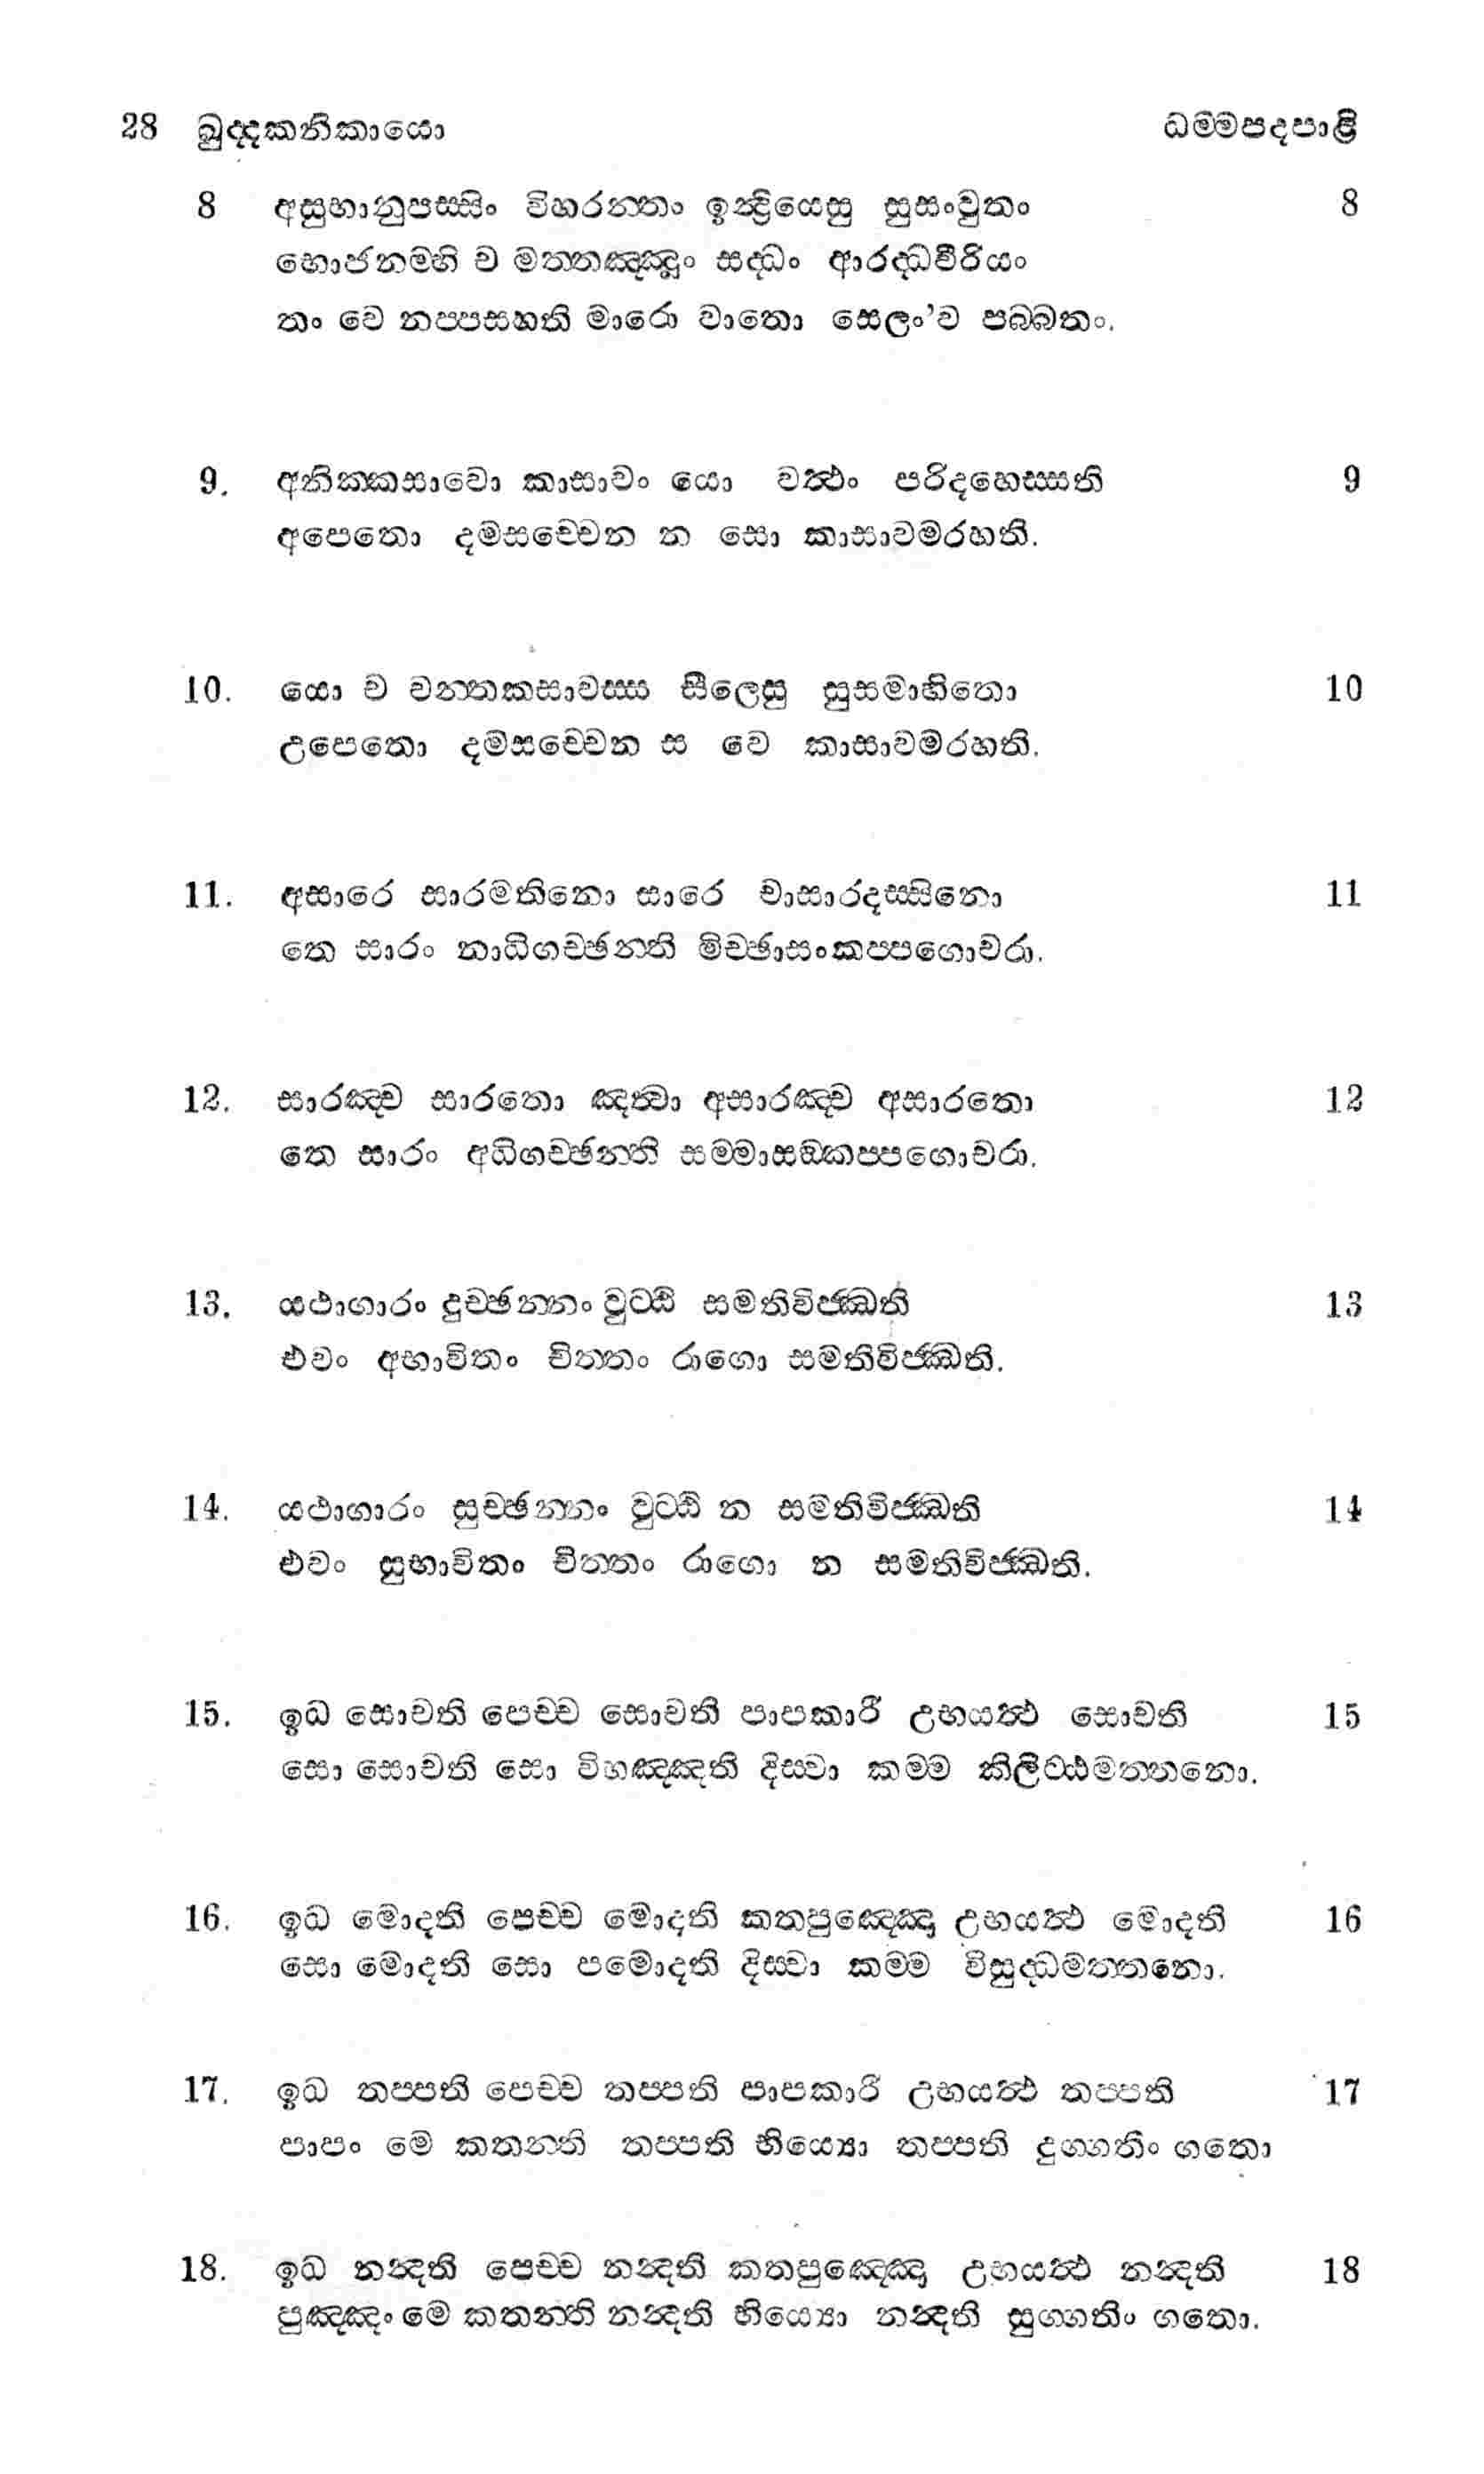 28 ඛුද්දකනිකායො ධම්මපදපාළි
8 අසුභානුපස්සිං විහරන්තං ඉන්ද්‍රියෙසු සුසංවුතං 8
භොජනම්හි ච මත්තඤ්ඤුං සද්ධං ආරද්ධවීරියං
තං වෙ නප්පසහති මාරො වාතො සෙලං'ව පබ්බතං.
9. අනික්කසාවො කාසාවං යො වත්ථං පරිදහෙස්සති 9
අපෙතො දමසච්චෙන න සො කාසාවමරහති.
10. යො ච වන්තකසාවස්ස සීලෙසු සුසමාහිතො 10
උපෙතො දමසච්චෙන ස වෙ කාසාවමරහති.
11. අසාරෙ සාරමතිනො සාරෙ චාසාරදස්සිනො 11
තෙ සාරං නාධිගච්ඡන්ති මිච්ඡාසංකප්පගොචරා.
12. සාරඤ්ච සාරතො ඤත්වා අසාරඤ්ච අසාරතො 12
තෙ සාරං අධිගච්ඡන්ති සම්මාසඞ්කප්පගොචරා.
13. යථාගාරං දුච්ඡන්නං වුට්ඨි සමතිවිජ්ඣති 13
එවං අභාවිතං චිත්තං රාගො සමතිවිජ්ඣති.
14. යථාගාරං සුච්ඡන්නං වුට්ඨි න සමතිවිජ්ඣති 14
එවං සුභාවිතං චිත්තං රාගො න සමතිවිජ්ඣති.
15. ඉධ සොචති පෙච්ච සොචති පාපකාරී උභයත්ථ සොචති 15
සො සොචති සො විහඤ්ඤති දිස්වා කම්ම කිලිට්ඨමත්තනො.
16. ඉධ මොදති පෙච්ච මොදති කතපුඤ්ඤො උභයත්ථ මොදති 16
සො මොදති සො පමොදති දිස්වා කම්ම විසුද්ධමත්තනො.
17. ඉධ තප්පති පෙච්ච තප්පති පාපකාරී උභයත්ථ තප්පති 17
පාපං මෙ කතන්ති තප්පති භිය්‍යො තප්පති දුග්ගතිං ගතො
18. ඉධ නන්දති පෙච්ච නන්දති කතපුඤ්ඤො උභයත්ථ නන්දති 18
පුඤ්ඤං මෙ කතන්ති නන්දති භිය්‍යො නන්දති සුග්ගතිං ගතො.